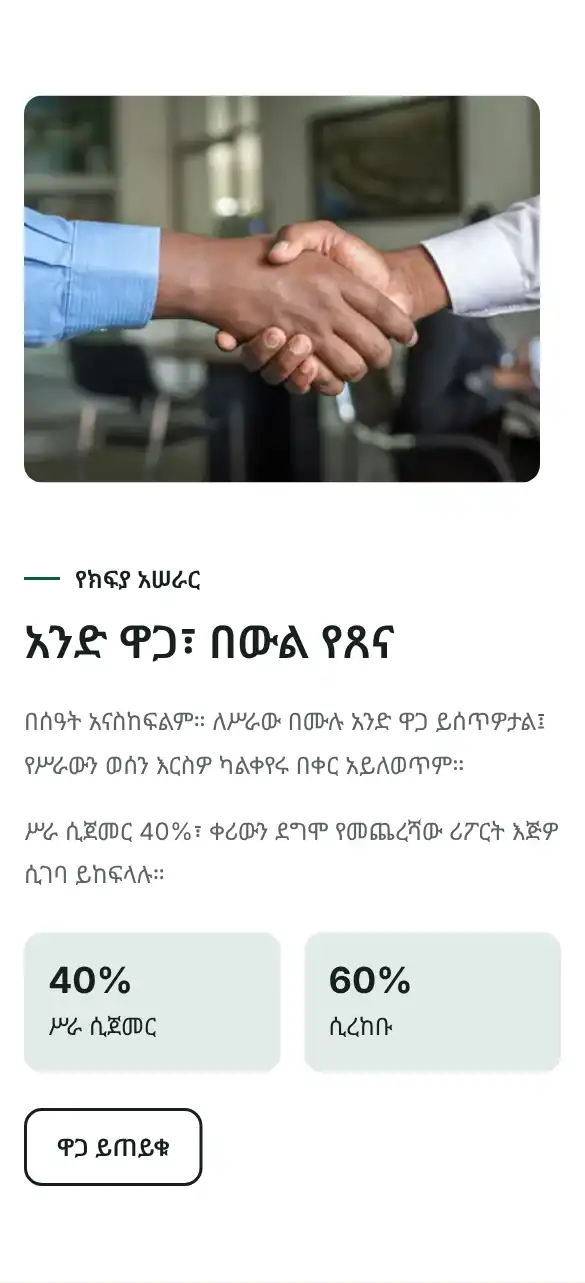 የክፍያ አሠራር
አንድ ዋጋ፣ በውል የጸና
በሰዓት አናስከፍልም። ለሥራው በሙሉ አንድ ዋጋ ይሰጥዎታል፤
የሥራውን ወሰን እርስዎ ካልቀየሩ በቀር አይለወጥም።
ሥራ ሲጀመር 40%፣ ቀሪውን ደግሞ የመጨረሻው ሪፖርት እጅዎ
ሲገባ ይከፍላሉ።
40%
ሥራ ሲጀመር
60%
ሲረከቡ
ዋጋ ይጠይቁ